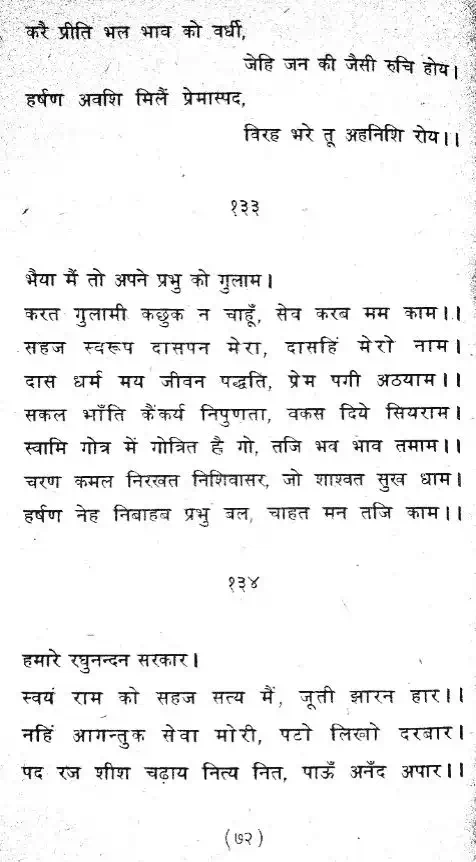 करै प्रीति भल भाव को वर्धी,
जेहि जन की जैसी रुचि होय।
हर्षण अवशि मिलैं प्रेमास्पद,
विरह भरे तू अहनिशि रोय।।
१३३
भैया मैं तो अपने प्रभु को गुलाम।
करत गुलामी कछुक न चाहूँ, सेव करब मम काम।।
सहज स्वरूप दासपन मेरा, दासहिं मेरो नाम।
दास धर्म मय जीवन पद्धति, प्रेम पगी अठयाम।।
सकल भाँति कैंकर्य निपुणता, वकस दिये सियराम।
स्वामि गोत्र में गोत्रित है गो, तजि भव भाव तमाम।।
चरण कमल निरखत निशिवासर, जो शाश्वत सुख धाम।
हर्षण नेह निबाहब प्रभु बल, चाहत मन तजि काम।।
१३४
हमारे रघुनन्दन सरकार।
स्वयं राम को सहज सत्य मैं, जूती झारन हार।।
नहिं आगन्तुक सेवा मोरी, पटो लिखो दरबार।
पद रज शीश चढ़ाय नित्य नित, पाऊँ अनँद अपार।।
(७२)